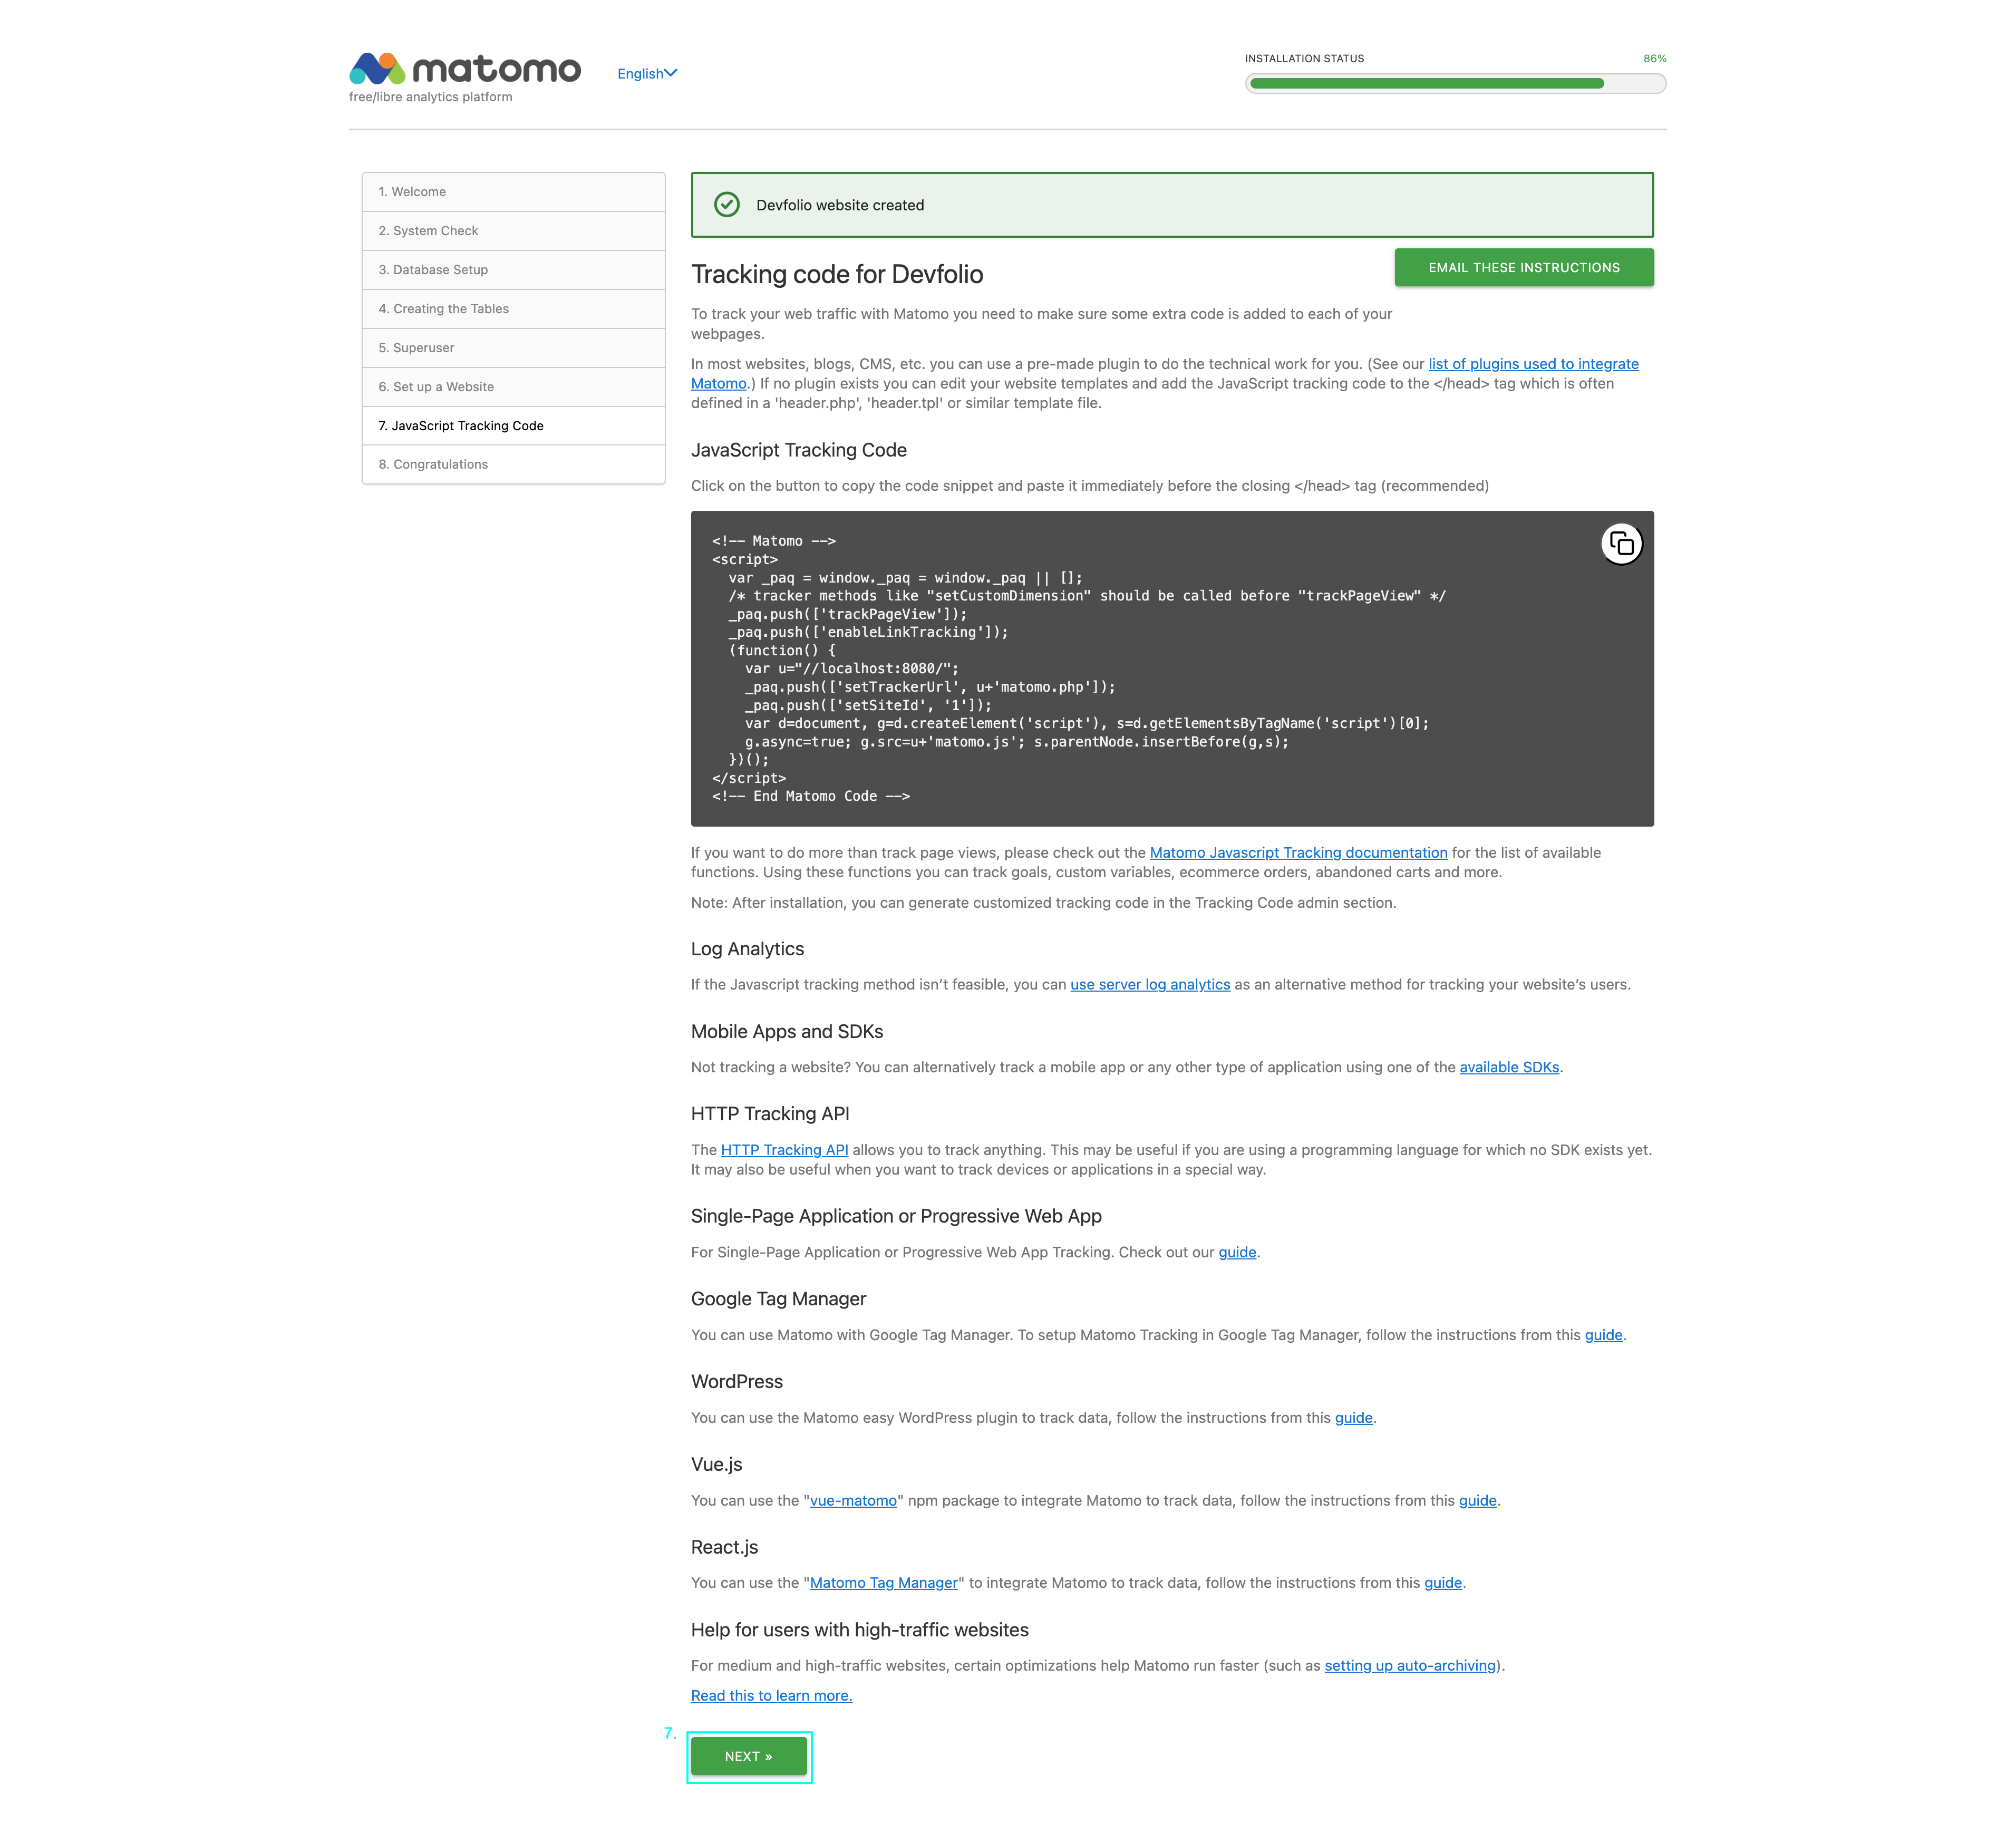 matomo
free/libre analytics platform
English
INSTALLATION STATUS
86%
1. Welcome
2. System Check
3. Database Setup
4. Creating the Tables
5. Superuser
6. Set up a Website
7. JavaScript Tracking Code
8. Congratulations
Devfolio website created
Tracking code for Devfolio
EMAIL THESE INSTRUCTIONS
To track your web traffic with Matomo you need to make sure some extra code is added to each of your
webpages.
In most websites, blogs, CMS, etc. you can use a pre-made plugin to do the technical work for you. (See our list of plugins used to integrate
Matomo.) If no plugin exists you can edit your website templates and add the JavaScript tracking code to the </head> tag which is often
defined in a 'header.php', 'header.tpl' or similar template file.
JavaScript Tracking Code
Click on the button to copy the code snippet and paste it immediately before the closing </head> tag (recommended)
<!-- Matomo -->
<script>
  var _paq = window._paq = window._paq || [];
  /* tracker methods like "setCustomDimension" should be called before "trackPageView" */
  _paq.push(['trackPageView']);
  _paq.push(['enableLinkTracking']);
  (function() {
    var u="//localhost:8080/";
    _paq.push(['setTrackerUrl', u+'matomo.php']);
    _paq.push(['setSiteId', '1']);
    var d=document, g=d.createElement('script'), s=d.getElementsByTagName('script')[0];
    g.async=true; g.src=u+'matomo.js'; s.parentNode.insertBefore(g,s);
  })();
</script>
<!-- End Matomo Code -->
If you want to do more than track page views, please check out the Matomo Javascript Tracking documentation for the list of available
functions. Using these functions you can track goals, custom variables, ecommerce orders, abandoned carts and more.
Note: After installation, you can generate customized tracking code in the Tracking Code admin section.
Log Analytics
If the Javascript tracking method isn’t feasible, you can use server log analytics as an alternative method for tracking your website’s users.
Mobile Apps and SDKs
Not tracking a website? You can alternatively track a mobile app or any other type of application using one of the available SDKs.
HTTP Tracking API
The HTTP Tracking API allows you to track anything. This may be useful if you are using a programming language for which no SDK exists yet.
It may also be useful when you want to track devices or applications in a special way.
Single-Page Application or Progressive Web App
For Single-Page Application or Progressive Web App Tracking. Check out our guide.
Google Tag Manager
You can use Matomo with Google Tag Manager. To setup Matomo Tracking in Google Tag Manager, follow the instructions from this guide.
WordPress
You can use the Matomo easy WordPress plugin to track data, follow the instructions from this guide.
Vue.js
You can use the "vue-matomo" npm package to integrate Matomo to track data, follow the instructions from this guide.
React.js
You can use the "Matomo Tag Manager" to integrate Matomo to track data, follow the instructions from this guide.
Help for users with high-traffic websites
For medium and high-traffic websites, certain optimizations help Matomo run faster (such as setting up auto-archiving).
Read this to learn more.
7.
NEXT »